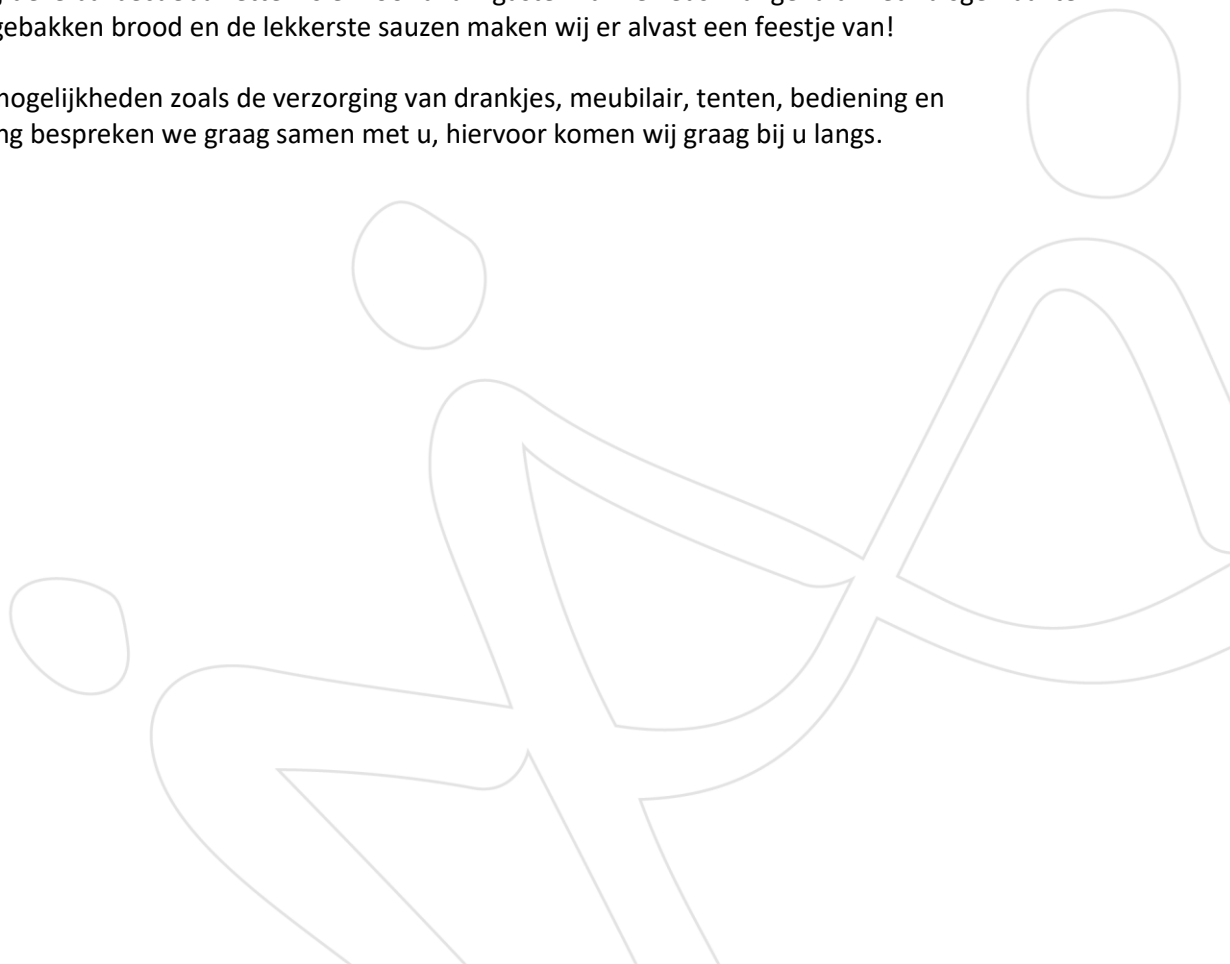 gebakken brood en de lekkerste sauzen maken wij er alvast een feestje van!
mogelijkheden zoals de verzorging van drankjes, meubilair, tenten, bediening en
ng bespreken we graag samen met u, hiervoor komen wij graag bij u langs.